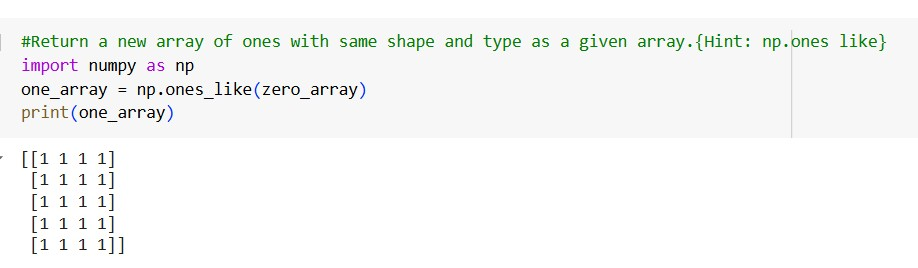 #Return a new array of ones with same shape and type as a given array.{Hint: np.ones like}
import numpy as np
one_array = np.ones_like(zero_array)
print(one_array)
[[1 1 1 1]
 [1 1 1 1]
 [1 1 1 1]
 [1 1 1 1]
 [1 1 1 1]]